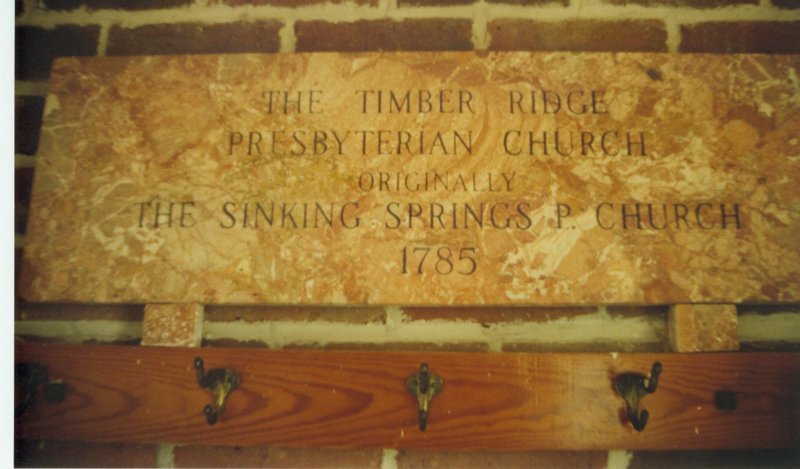 THE TIMBER RIDGE
PRESBYTERIAN CHURCH
ORIGINALLY
THE SINKING SPRINGS P. CHURCH
1785